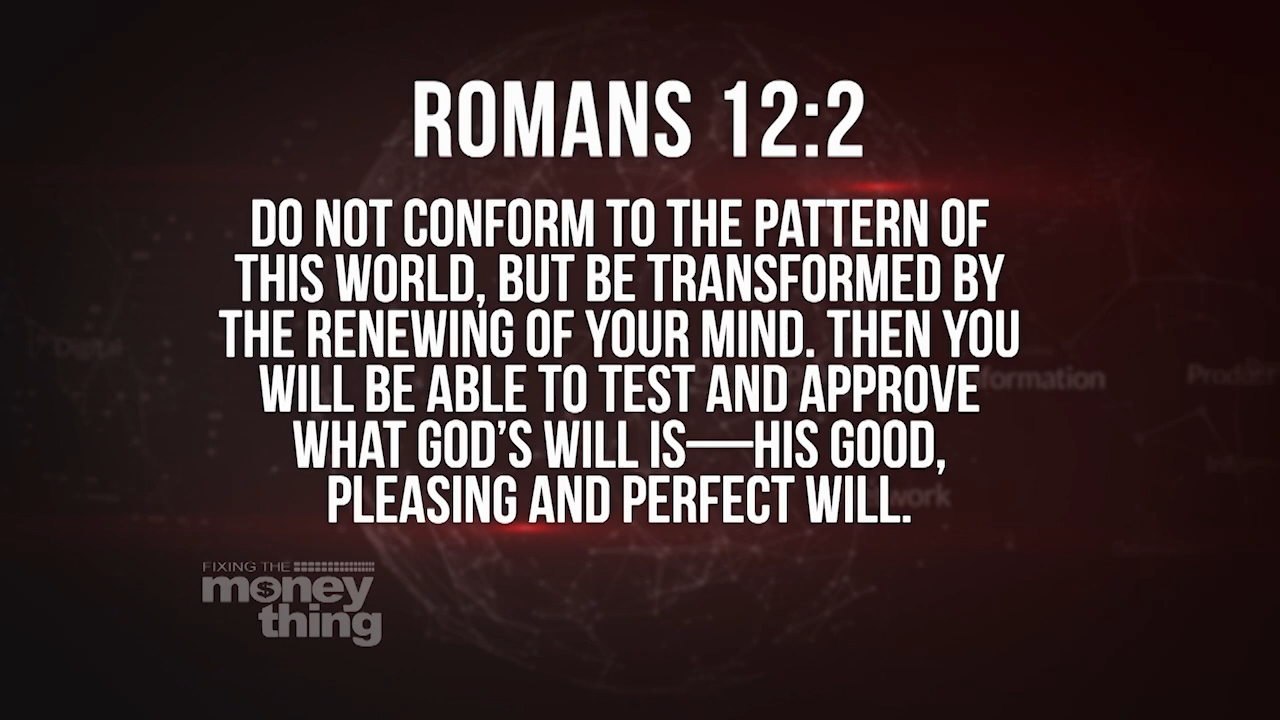 ROMANS 12:2
DO NOT CONFORM TO THE PATTERN OF
THIS WORLD, BUT BE TRANSFORMED BY
THE RENEWING OF YOUR MIND. THEN YOU
WILL BE ABLE TO TEST AND APPROVE
WHAT GOD'S WILL IS—HIS GOOD,
PLEASING AND PERFECT WILL.
FIXING THE
money
thing